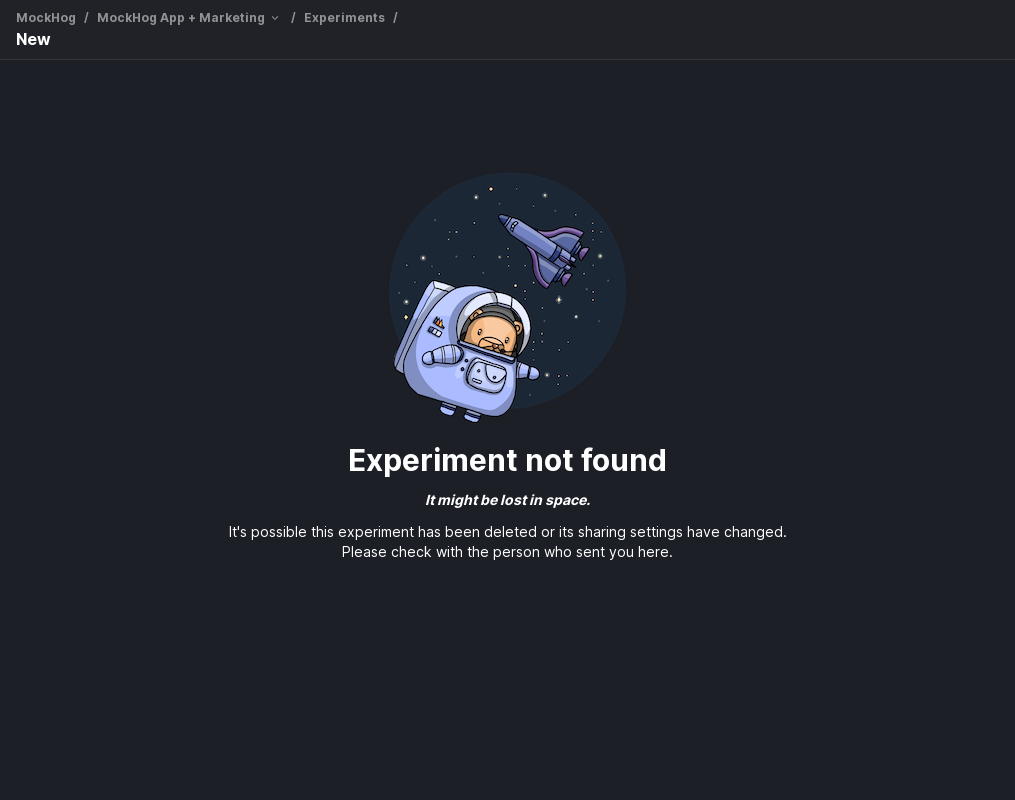 MockHog / MockHog App + Marketing / Experiments /
New
Experiment not found
It might be lost in space.
It's possible this experiment has been deleted or its sharing settings have changed.
Please check with the person who sent you here.